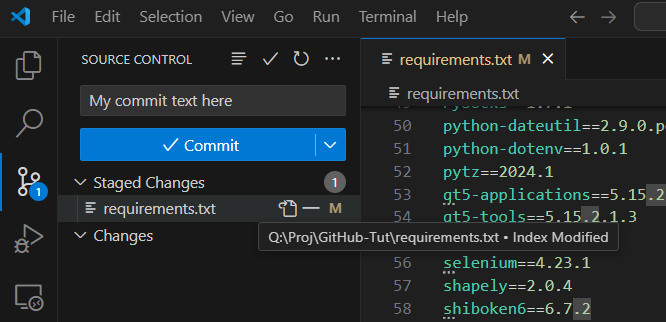 File Edit Selection View Go Run Terminal Help
SOURCE CONTROL
My commit text here
Commit
Staged Changes 1
requirements.txt M
Changes
1
Q:\Proj\GitHub-Tut\requirements.txt • Index Modified
requirements.txt M
requirements.txt
50 python-dateutil==2.9.0.p
51 python-dotenv==1.0.1
52 pytz==2024.1
53 qt5-applications==5.15.2
54 qt5-tools==5.15.2.1.3
56 selenium==4.23.1
57 shapely==2.0.4
58 shiboken6==6.7.2